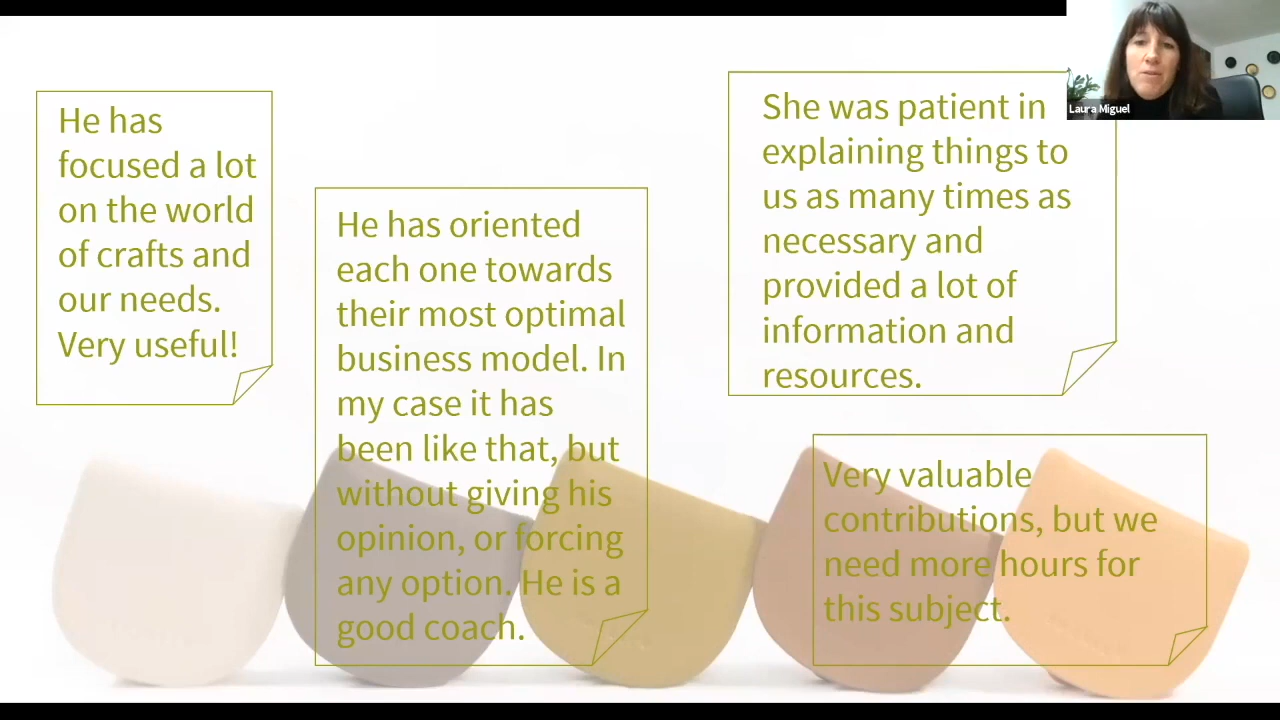 He has
focused a lot
on the world
of crafts and
our needs.
Very useful!
He has oriented
each one towards
their most optimal
business model. In
my case it has
been like that, but
without giving his
opinion, or forcing
any option. He is a
good coach.
She was patient in
explaining things to
us as many times as
necessary and
provided a lot of
information and
resources.
Very valuable
contributions, but we
need more hours for
this subject.
Laura Miguel